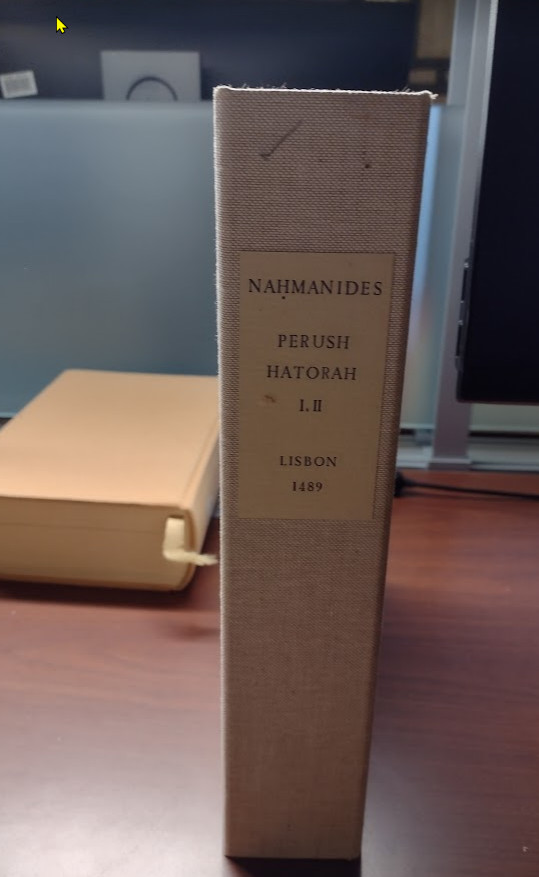 NAḤMANIDES
PERUSH
HATORAH
I, II
LISBON
1489